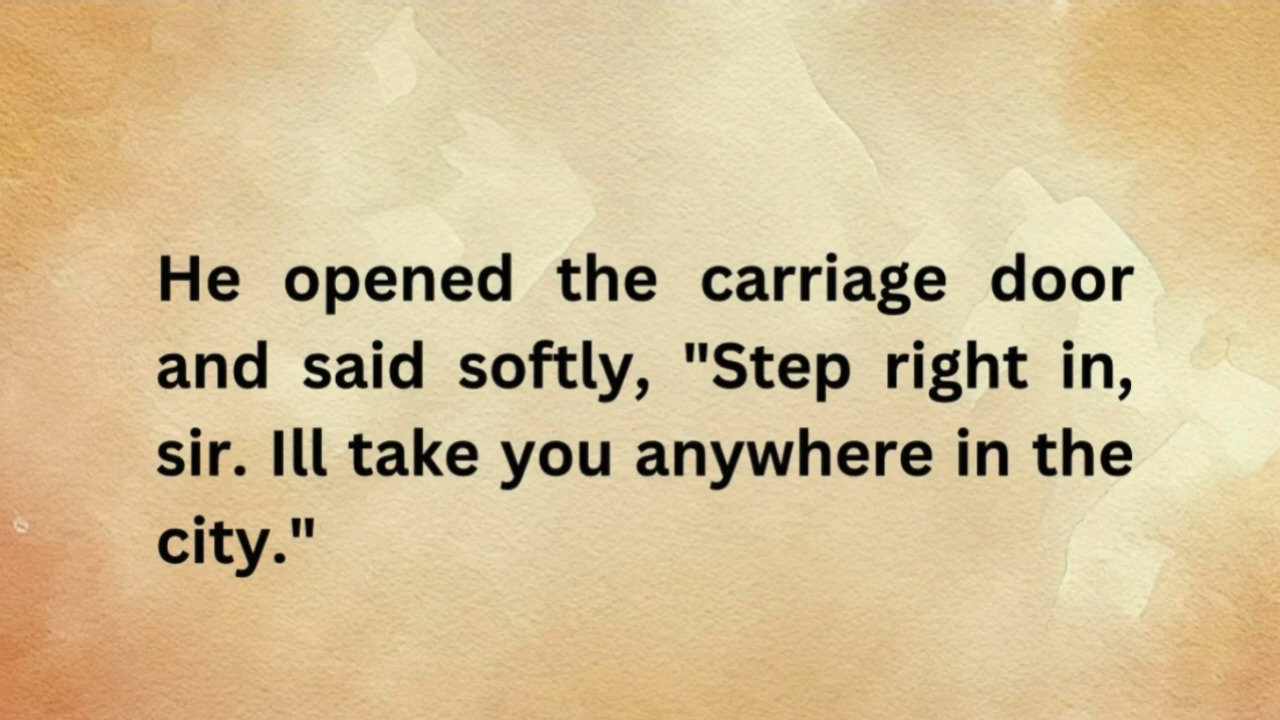 He opened the carriage door
and said softly, "Step right in,
sir. Ill take you anywhere in the
city."